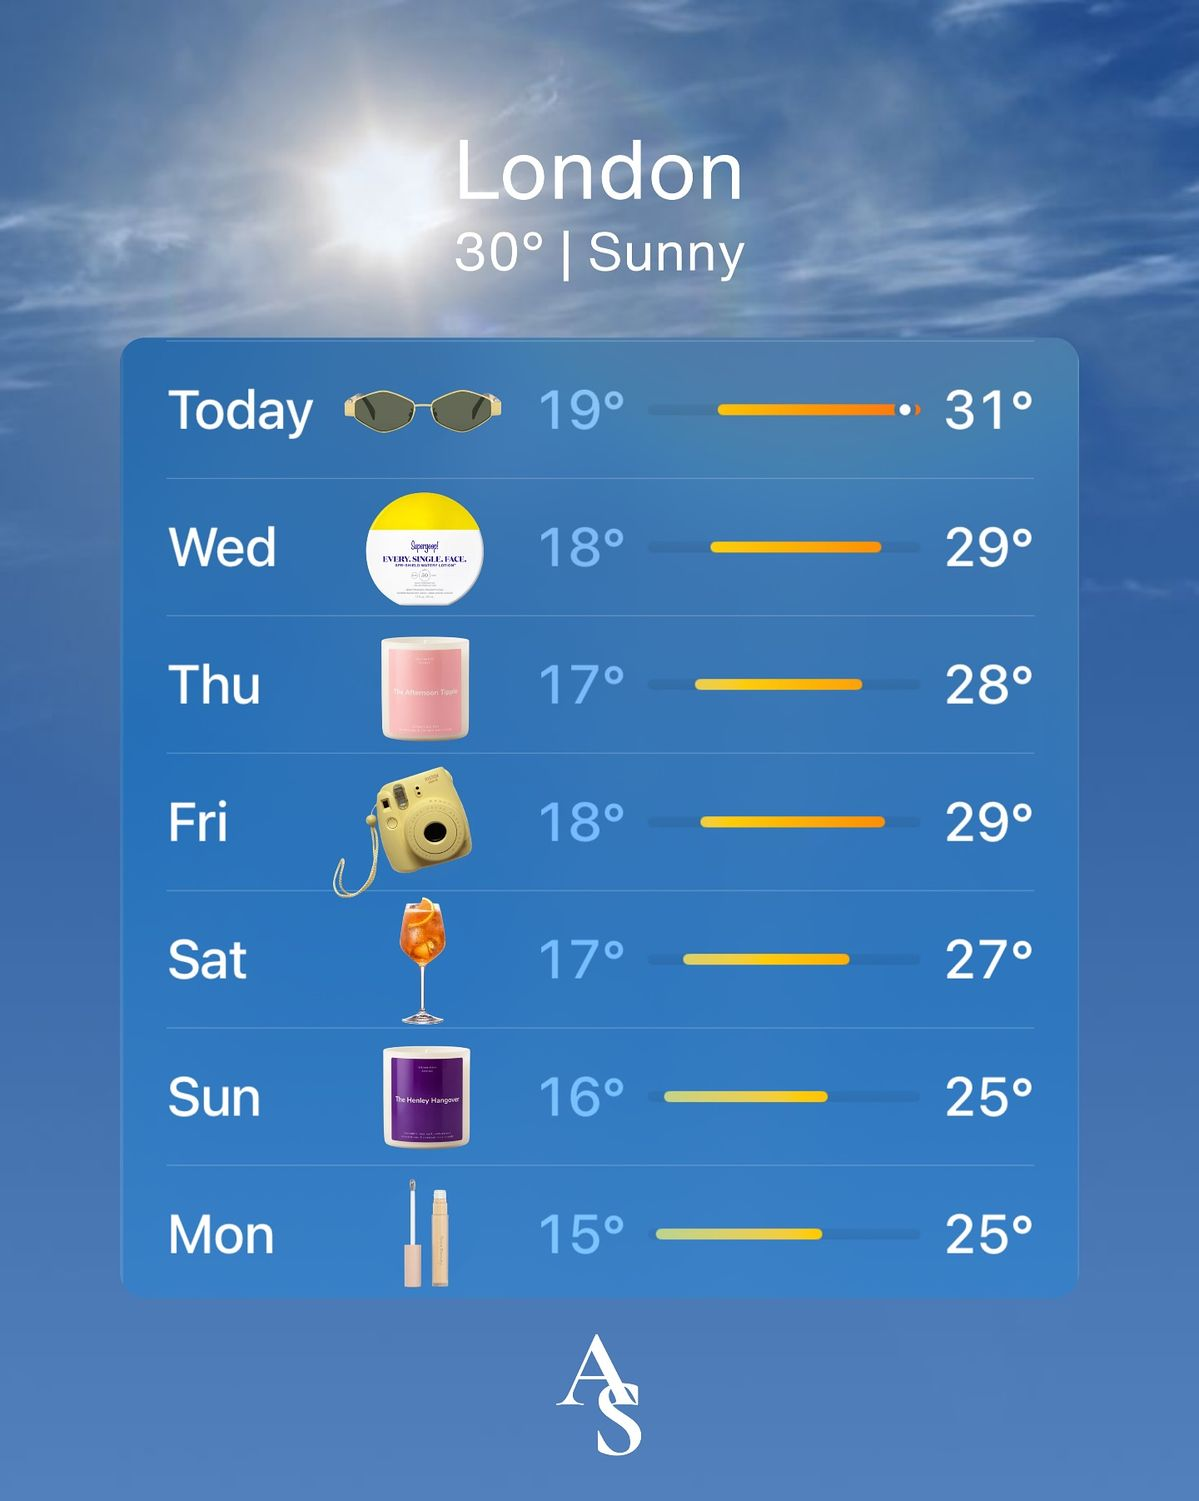 London
30° | Sunny
Today 19° 31°
Wed 18° 29°
Supergoop!
EVERY. SINGLE. FACE.
Thu 17° 28°
The Afternoon Tipple
Fri 18° 29°
Sat 17° 27°
Sun 16° 25°
The Henley Hangover
Mon 15° 25°
AS